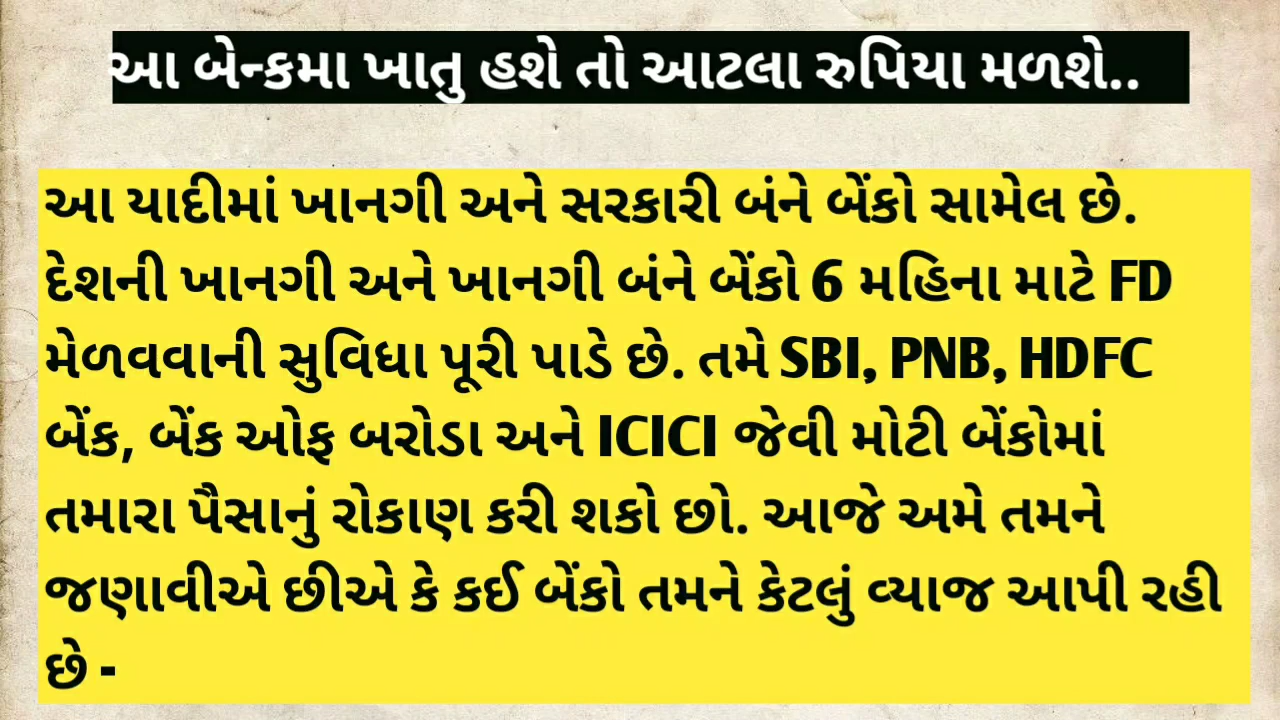 આ બેન્કમા ખાતુ હશે તો આટલા રુપિયા મળશે..
આ યાદીમાં ખાનગી અને સરકારી બંને બેંકો સામેલ છે.
દેશની ખાનગી અને ખાનગી બંને બેંકો 6 મહિના માટે FD
મેળવવાની સુવિધા પૂરી પાડે છે. તમે SBI, PNB, HDFC
બેંક, બેંક ઓફ બરોડા અને ICICI જેવી મોટી બેંકોમાં
તમારા પૈસાનું રોકાણ કરી શકો છો. આજે અમે તમને
જણાવીએ છીએ કે કઈ બેંકો તમને કેટલું વ્યાજ આપી રહી
છે -